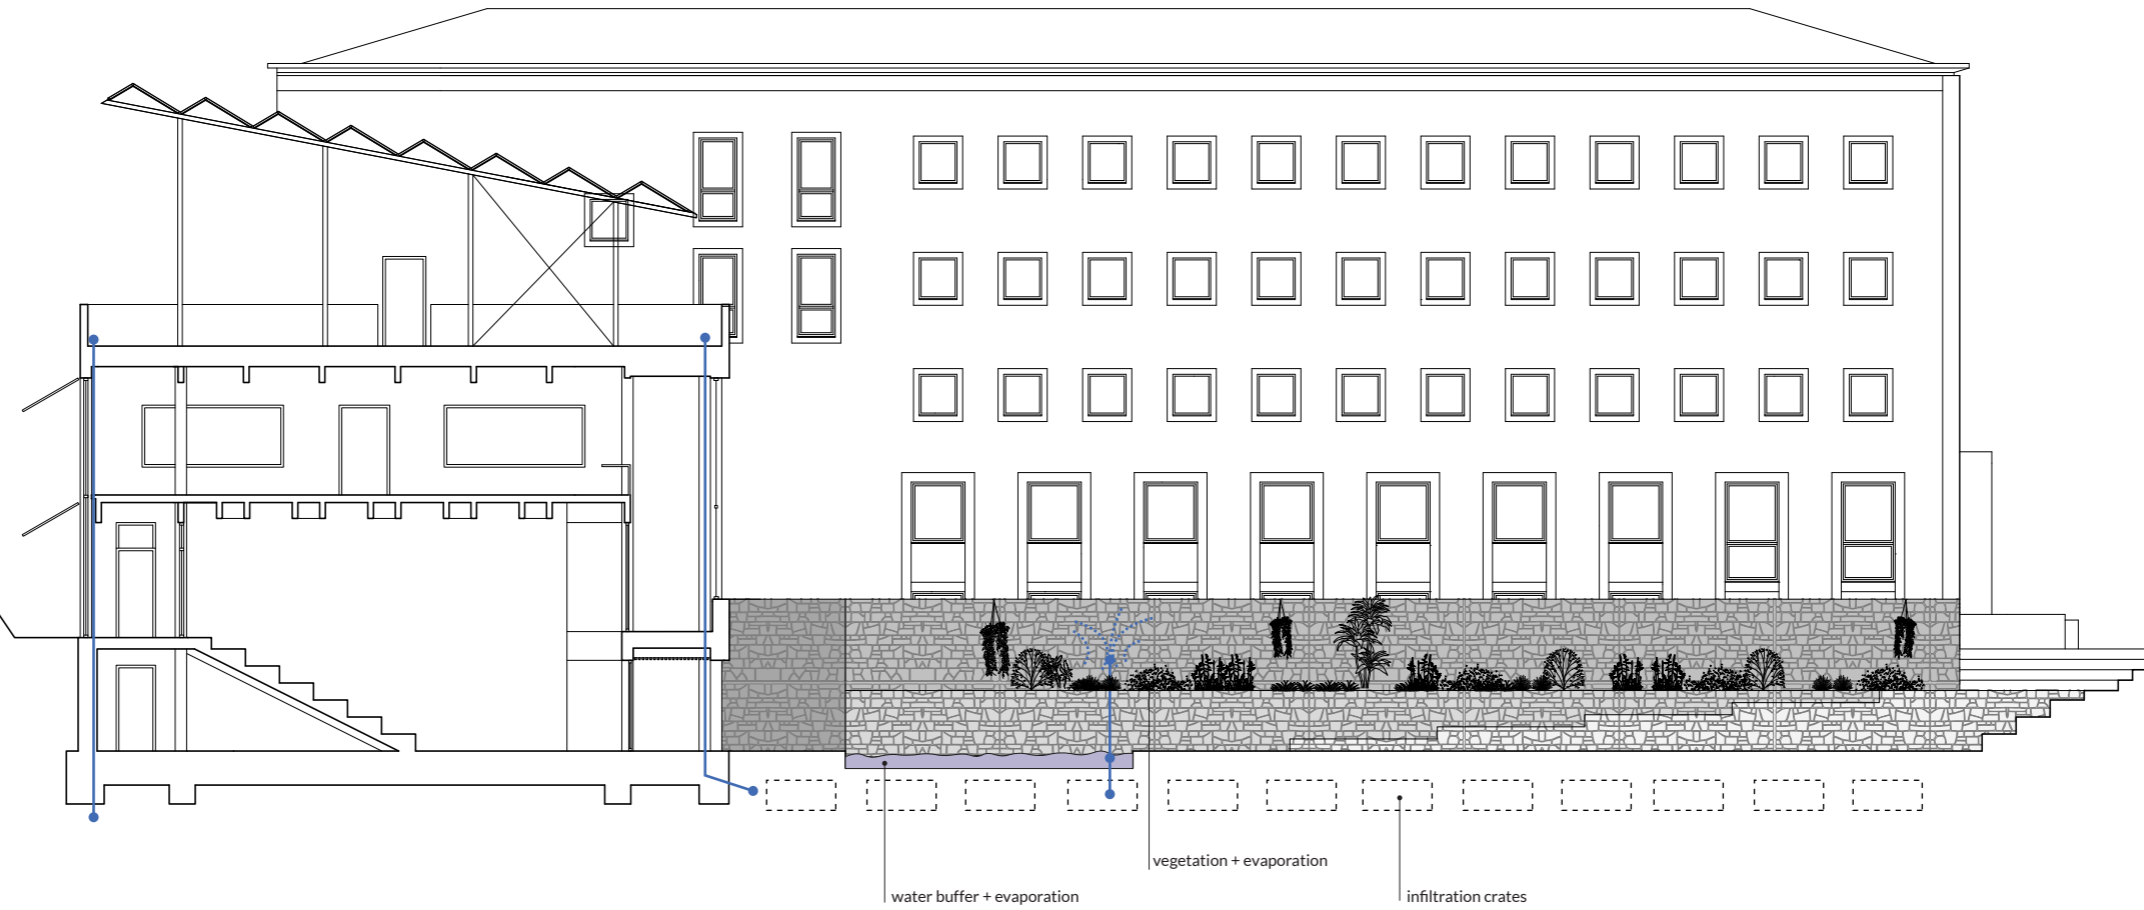 vegetation + evaporation
water buffer + evaporation
infiltration crates